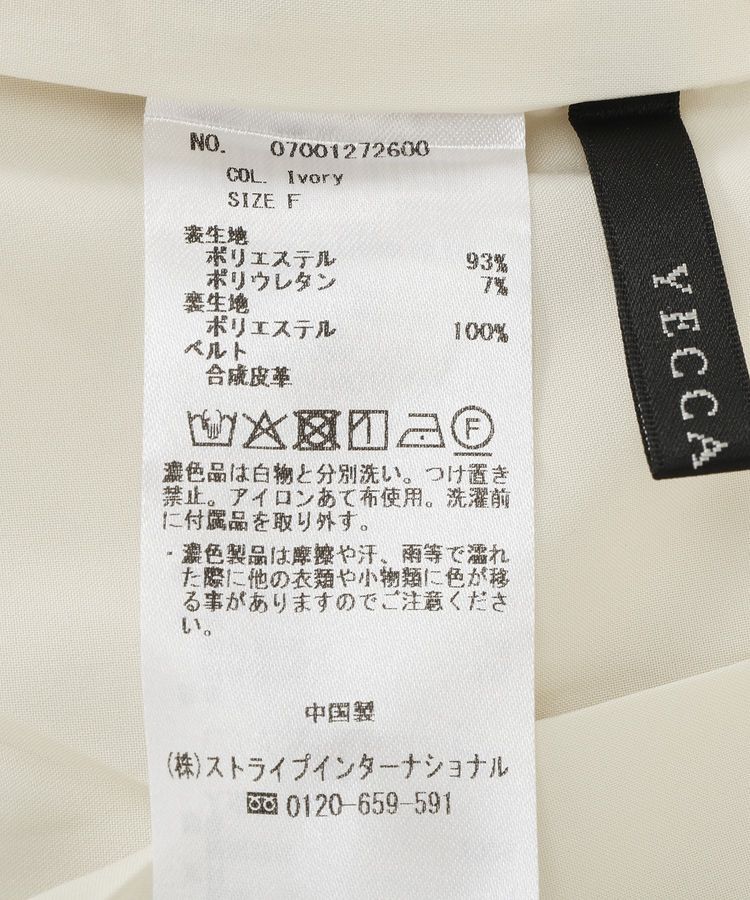 NO. 07001272600
COL. Ivory
SIZE F
表生地
ポリエステル 93%
ポリウレタン 7%
裏生地
ポリエステル 100%
ベルト
合成皮革
F
濃色品は白物と分別洗い。つけ置き
禁止。アイロンあて布使用。洗濯前
に付属品を取り外す。
・濃色製品は摩擦や汗、雨等で濡れ
た際に他の衣類や小物類に色が移
る事がありますのでご注意くださ
い。
中国製
(株)ストライプインターナショナル
0120-659-591
YECCA